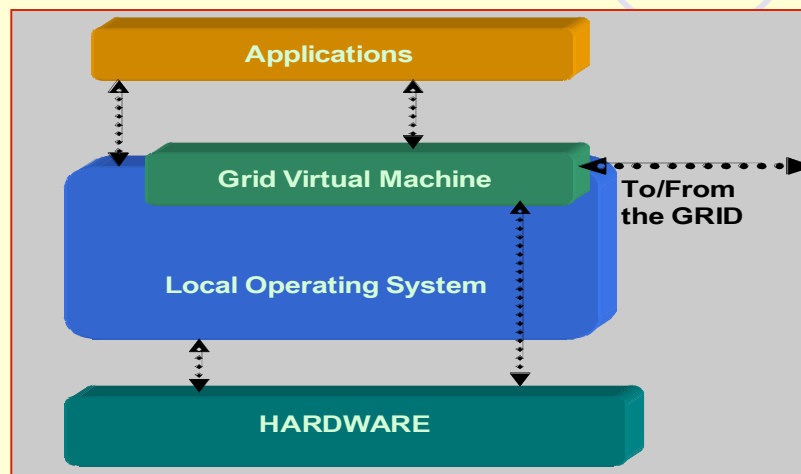 Applications
Grid Virtual Machine
To/From
the GRID
Local Operating System
HARDWARE